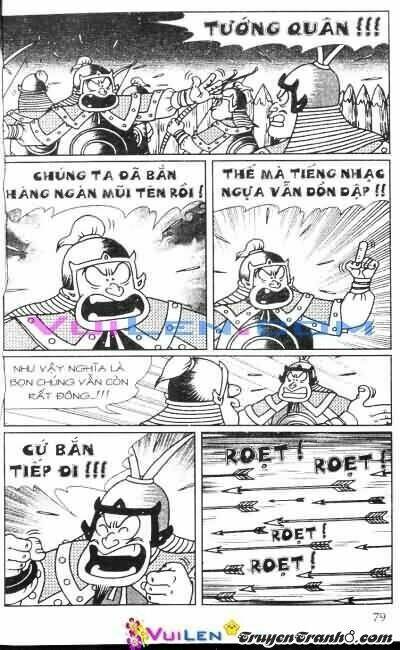 TƯỚNG QUÂN !!!
CHÚNG TA ĐÃ BẮN
HÀNG NGÀN MŨI TÊN RỒI !
THẾ MÀ TIẾNG NHẠC
NGỰA VẪN DỒN DẬP !!
VUILEN.COM
NHƯ VẬY NGHĨA LÀ
BỌN CHÚNG VẪN CÒN
RẤT ĐÔNG...!!!
CỨ BẮN
TIẾP ĐI !!!
ROẸT !
ROẸT !
ROẸT !
ROẸT !
79
VUILEN
TruyenTranh8.com